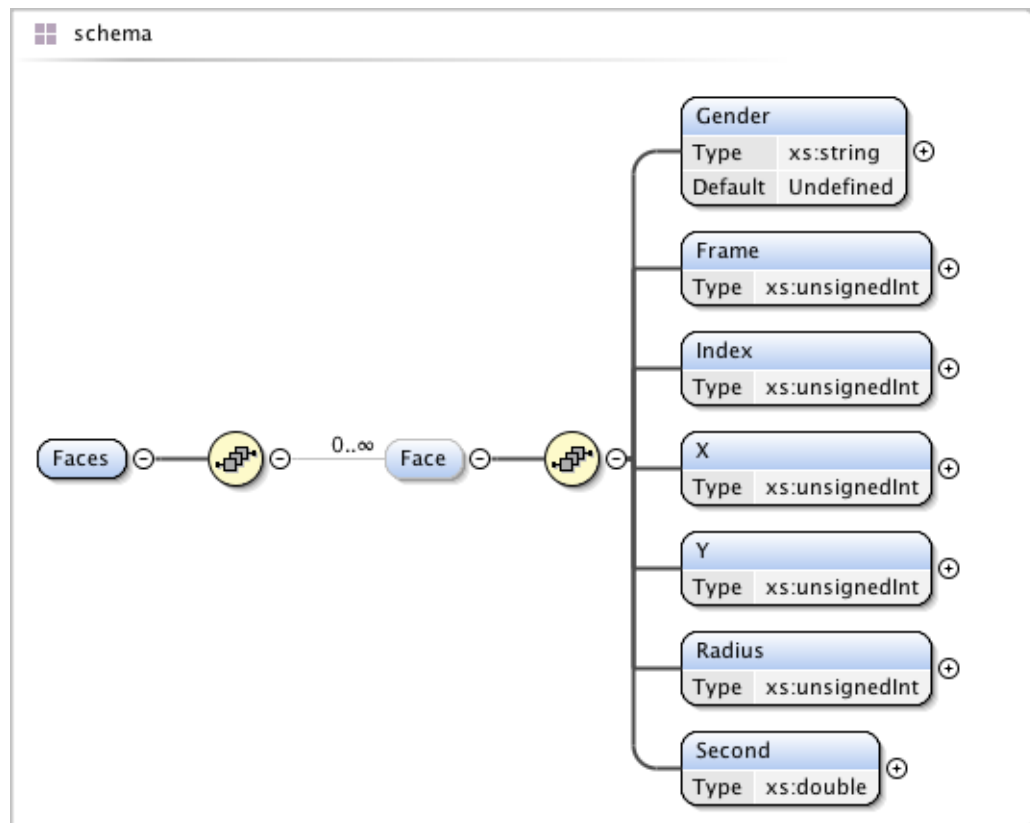 schema
Gender
Type xs:string
Default Undefined
Frame
Type xs:unsignedInt
Index
Type xs:unsignedInt
Faces
0..∞
Face
X
Type xs:unsignedInt
Y
Type xs:unsignedInt
Radius
Type xs:unsignedInt
Second
Type xs:double